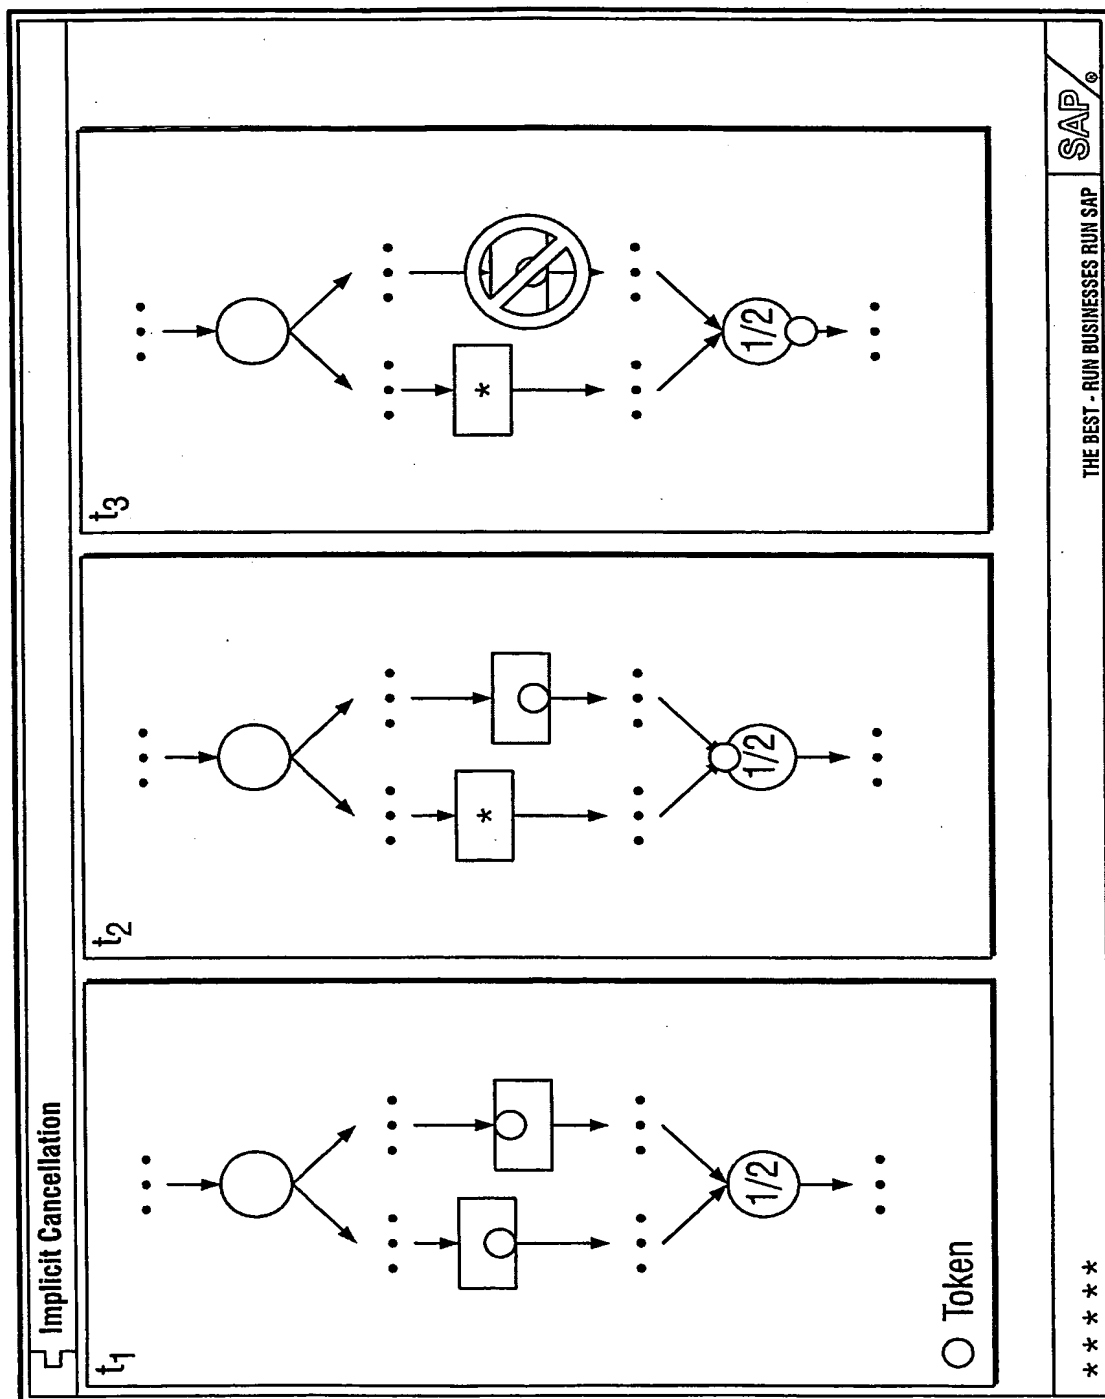 Implicit Cancellation
t1
1/2
Token
t2
*
1/2
t3
*
1/2
*****
THE BEST - RUN BUSINESSES RUN SAP
SAP®